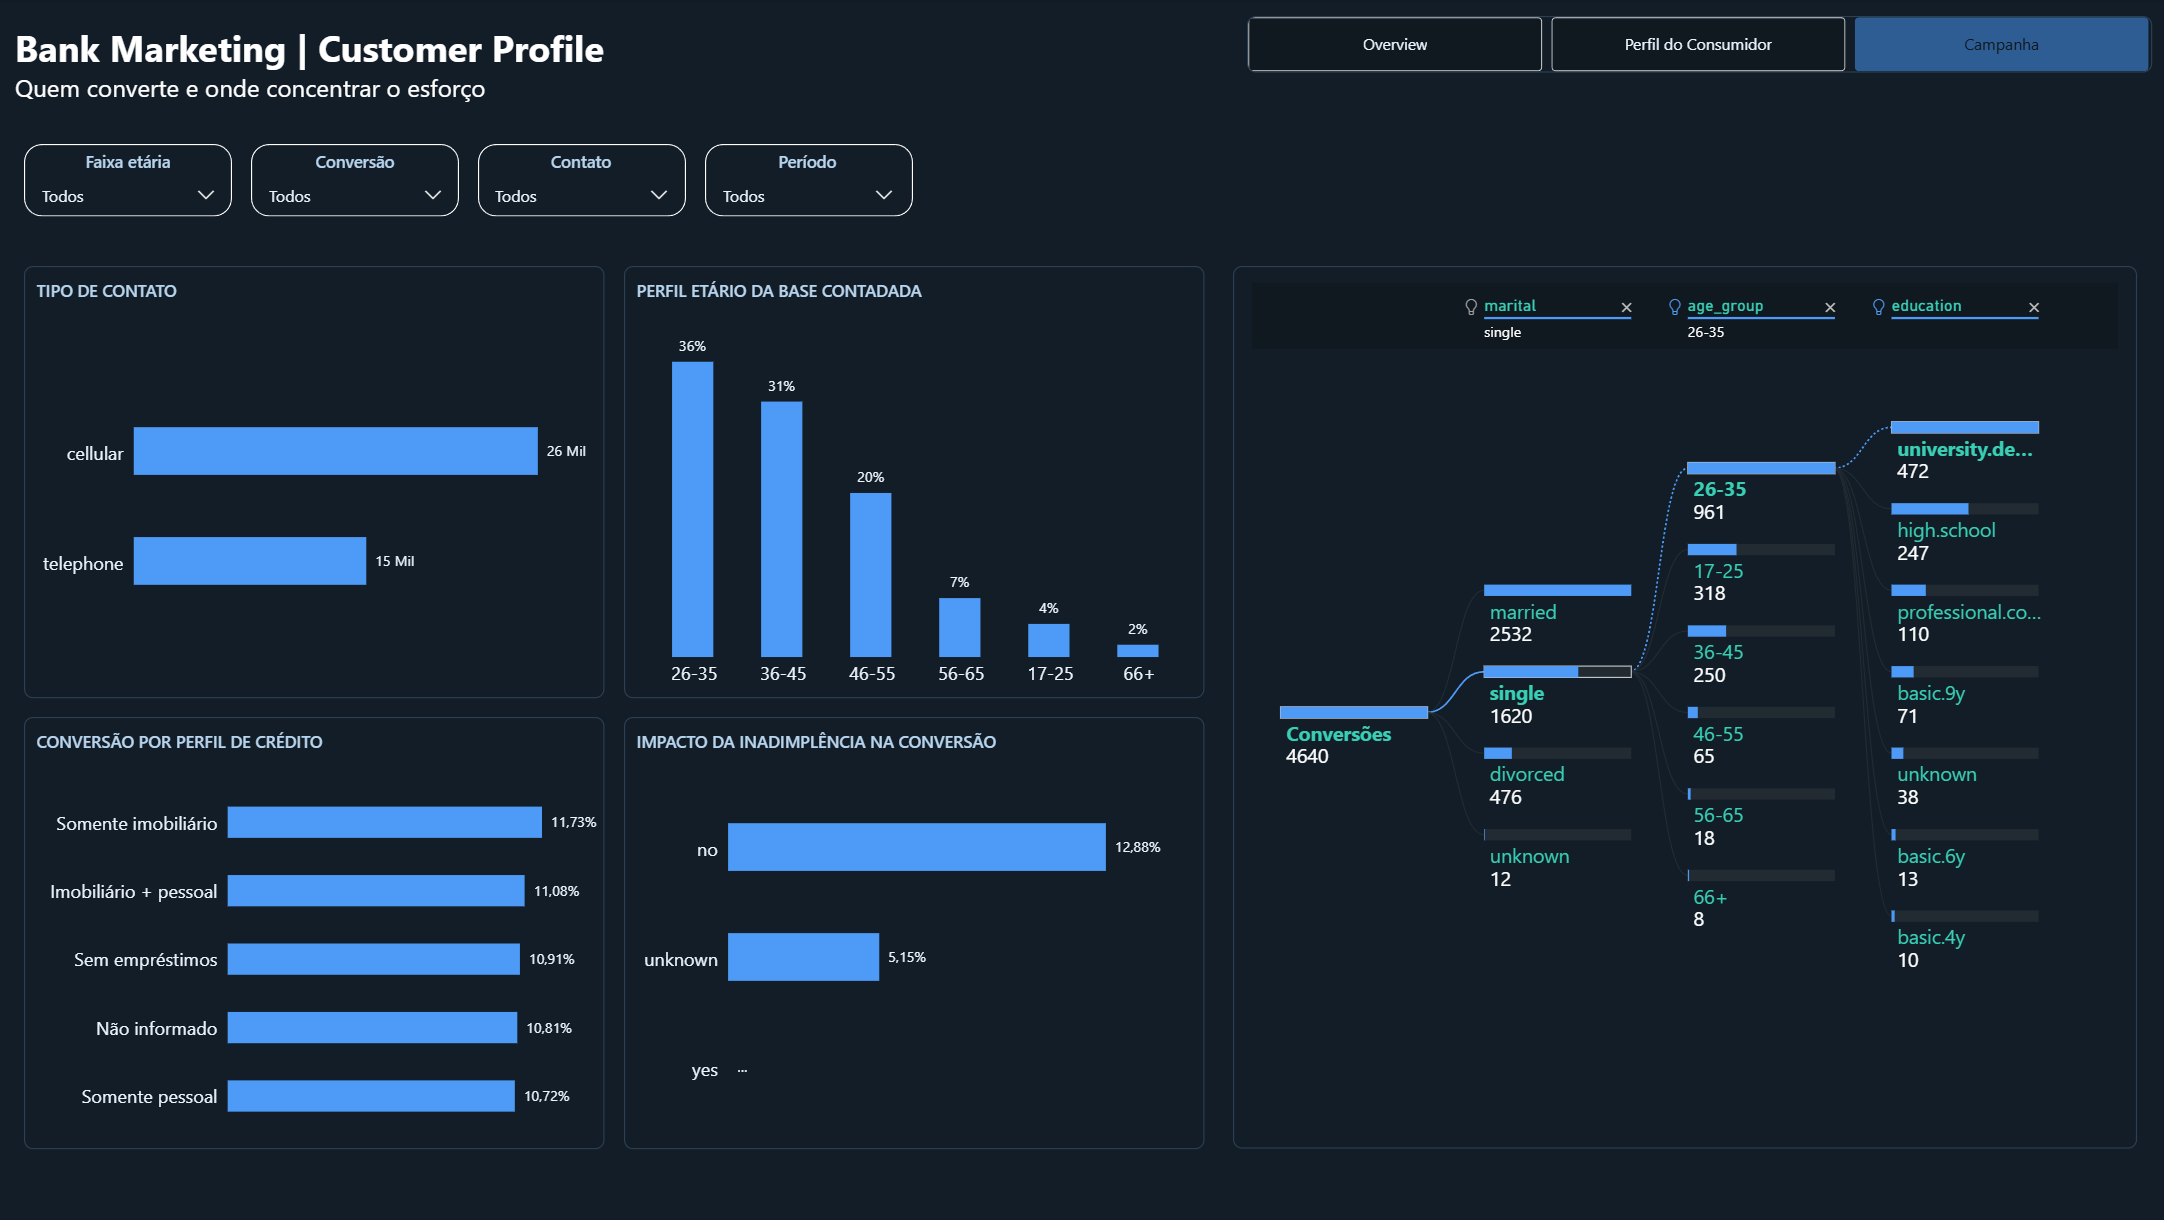 Bank Marketing | Customer Profile
Quem converte e onde concentrar o esforço
Overview
Perfil do Consumidor
Campanha
Faixa etária
Todos
Conversão
Todos
Contato
Todos
Período
Todos
TIPO DE CONTATO
cellular
26 Mil
telephone
15 Mil
PERFIL ETÁRIO DA BASE CONTADADA
36%
31%
20%
7%
4%
2%
26-35
36-45
46-55
56-65
17-25
66+
CONVERSÃO POR PERFIL DE CRÉDITO
Somente imobiliário
11,73%
Imobiliário + pessoal
11,08%
Sem empréstimos
10,91%
Não informado
10,81%
Somente pessoal
10,72%
IMPACTO DA INADIMPLÊNCIA NA CONVERSÃO
no
12,88%
unknown
5,15%
yes
...
marital
single
age_group
26-35
education
Conversões
4640
married
2532
single
1620
divorced
476
unknown
12
26-35
961
17-25
318
36-45
250
46-55
65
56-65
18
66+
8
university.de...
472
high.school
247
professional.co...
110
basic.9y
71
unknown
38
basic.6y
13
basic.4y
10